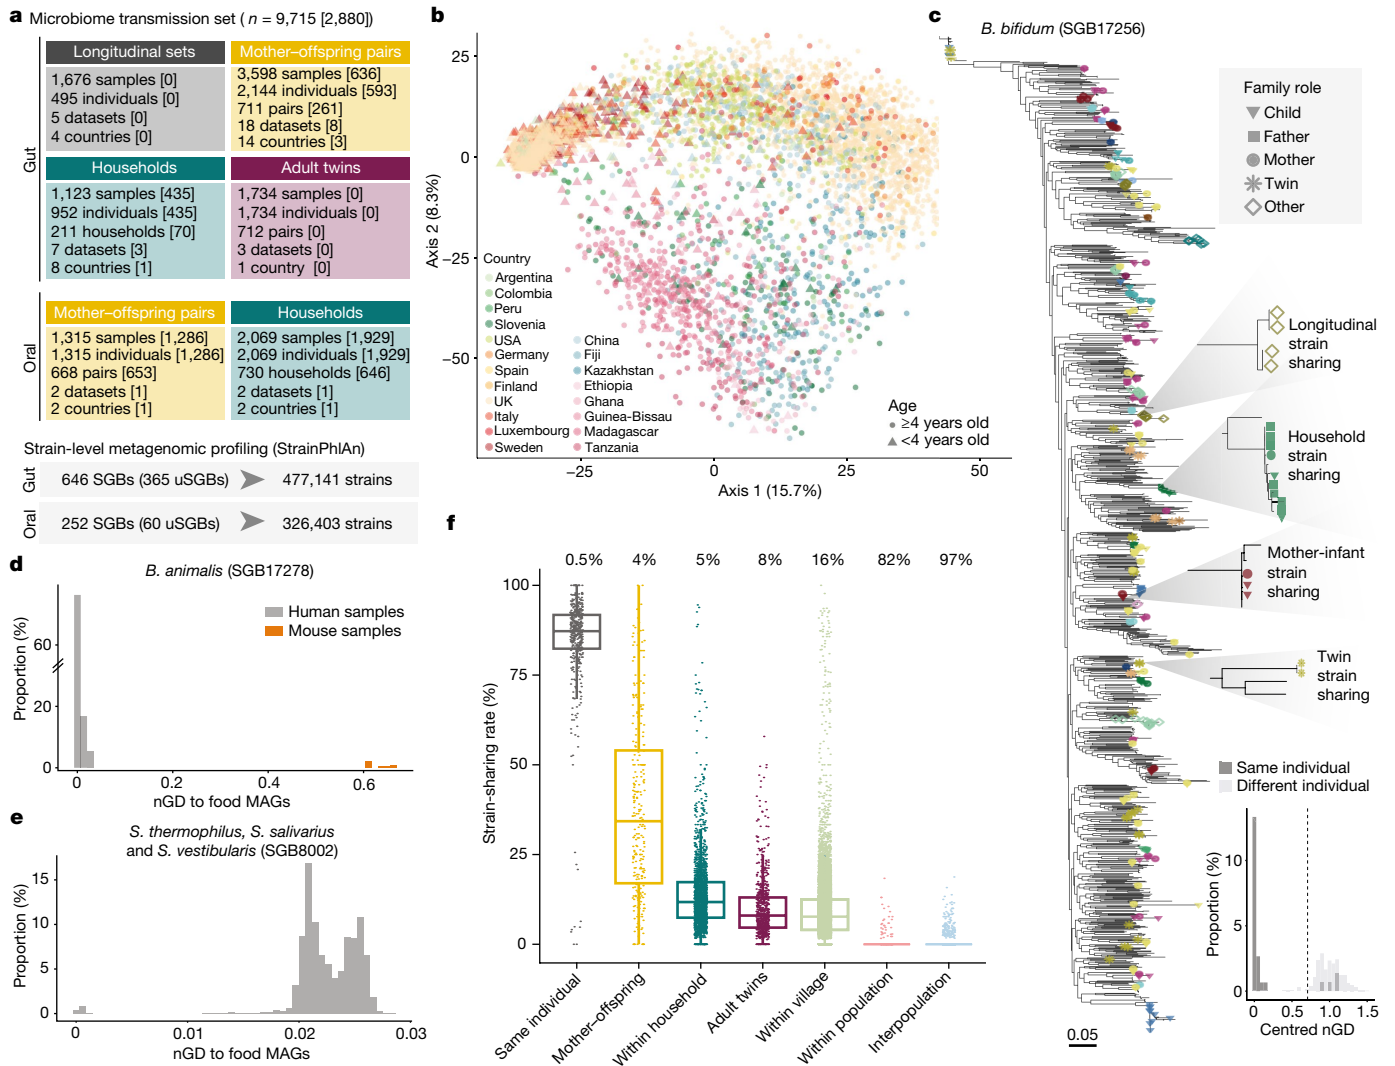 a Microbiome transmission set (n = 9,715 [2,880])
Gut
Longitudinal sets
1,676 samples [0]
495 individuals [0]
5 datasets [0]
4 countries [0]
Mother–offspring pairs
3,598 samples [636]
2,144 individuals [593]
711 pairs [261]
18 datasets [8]
14 countries [3]
Households
1,123 samples [435]
952 individuals [435]
211 households [70]
7 datasets [3]
8 countries [1]
Adult twins
1,734 samples [0]
1,734 individuals [0]
712 pairs [0]
3 datasets [0]
1 country [0]
Oral
Mother–offspring pairs
1,315 samples [1,286]
1,315 individuals [1,286]
668 pairs [653]
2 datasets [1]
2 countries [1]
Households
2,069 samples [1,929]
2,069 individuals [1,929]
730 households [646]
2 datasets [1]
2 countries [1]
Strain-level metagenomic profiling (StrainPhlAn)
Gut
646 SGBs (365 uSGBs)
477,141 strains
Oral
252 SGBs (60 uSGBs)
326,403 strains
b
Axis 2 (8.3%)
25
0
−25
−50
Country
Argentina
Colombia
Peru
Slovenia
USA
Germany
Spain
Finland
UK
Italy
Luxembourg
Sweden
China
Fiji
Kazakhstan
Ethiopia
Ghana
Guinea-Bissau
Madagascar
Tanzania
Age
≥4 years old
<4 years old
−25
0
25
50
Axis 1 (15.7%)
c
B. bifidum (SGB17256)
Family role
Child
Father
Mother
Twin
Other
Longitudinal
strain
sharing
Household
strain
sharing
Mother-infant
strain
sharing
Twin
strain
sharing
Same individual
Different individual
Proportion (%)
10
5
0
0
0.5
1.0
1.5
Centred nGD
0.05
d
B. animalis (SGB17278)
Human samples
Mouse samples
Proportion (%)
60
20
0
0
0.2
0.4
0.6
nGD to food MAGs
e
S. thermophilus, S. salivarius
and S. vestibularis (SGB8002)
Proportion (%)
15
10
5
0
0
0.01
0.02
0.03
nGD to food MAGs
f
0.5%
4%
5%
8%
16%
82%
97%
Strain-sharing rate (%)
100
75
50
25
0
Same individual
Mother–offspring
Within household
Adult twins
Within village
Within population
Interpopulation